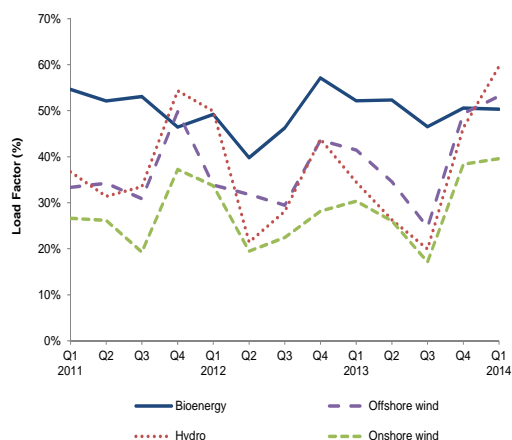 70%
60%
50%
40%
30%
20%
10%
0%
Load Factor (%)
Q1 Q2 Q3 Q4 Q1 Q2 Q3 Q4 Q1 Q2 Q3 Q4 Q1
2011 2012 2013 2014
Bioenergy Offshore wind
Hydro Onshore wind